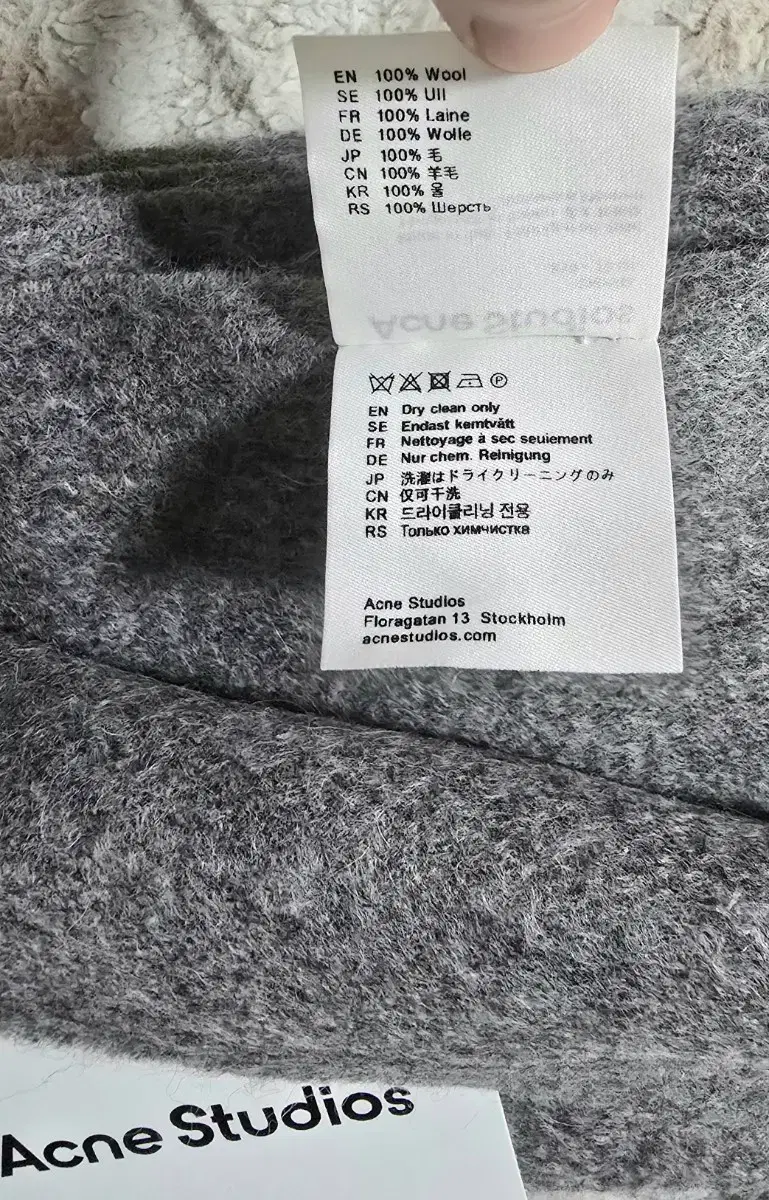 EN 100% Wool
SE 100% Ull
FR 100% Laine
DE 100% Wolle
JP 100% 毛
CN 100% 羊毛
KR 100% 울
RS 100% Шерсть
Acne Studios
EN Dry clean only
SE Endast kemtvätt
FR Nettoyage à sec seulement
DE Nur chem. Reinigung
JP 洗濯はドライクリーニングのみ
CN 仅可干洗
KR 드라이클리닝 전용
RS Только химчистка
Acne Studios
Floragatan 13 Stockholm
acnestudios.com
Acne Studios